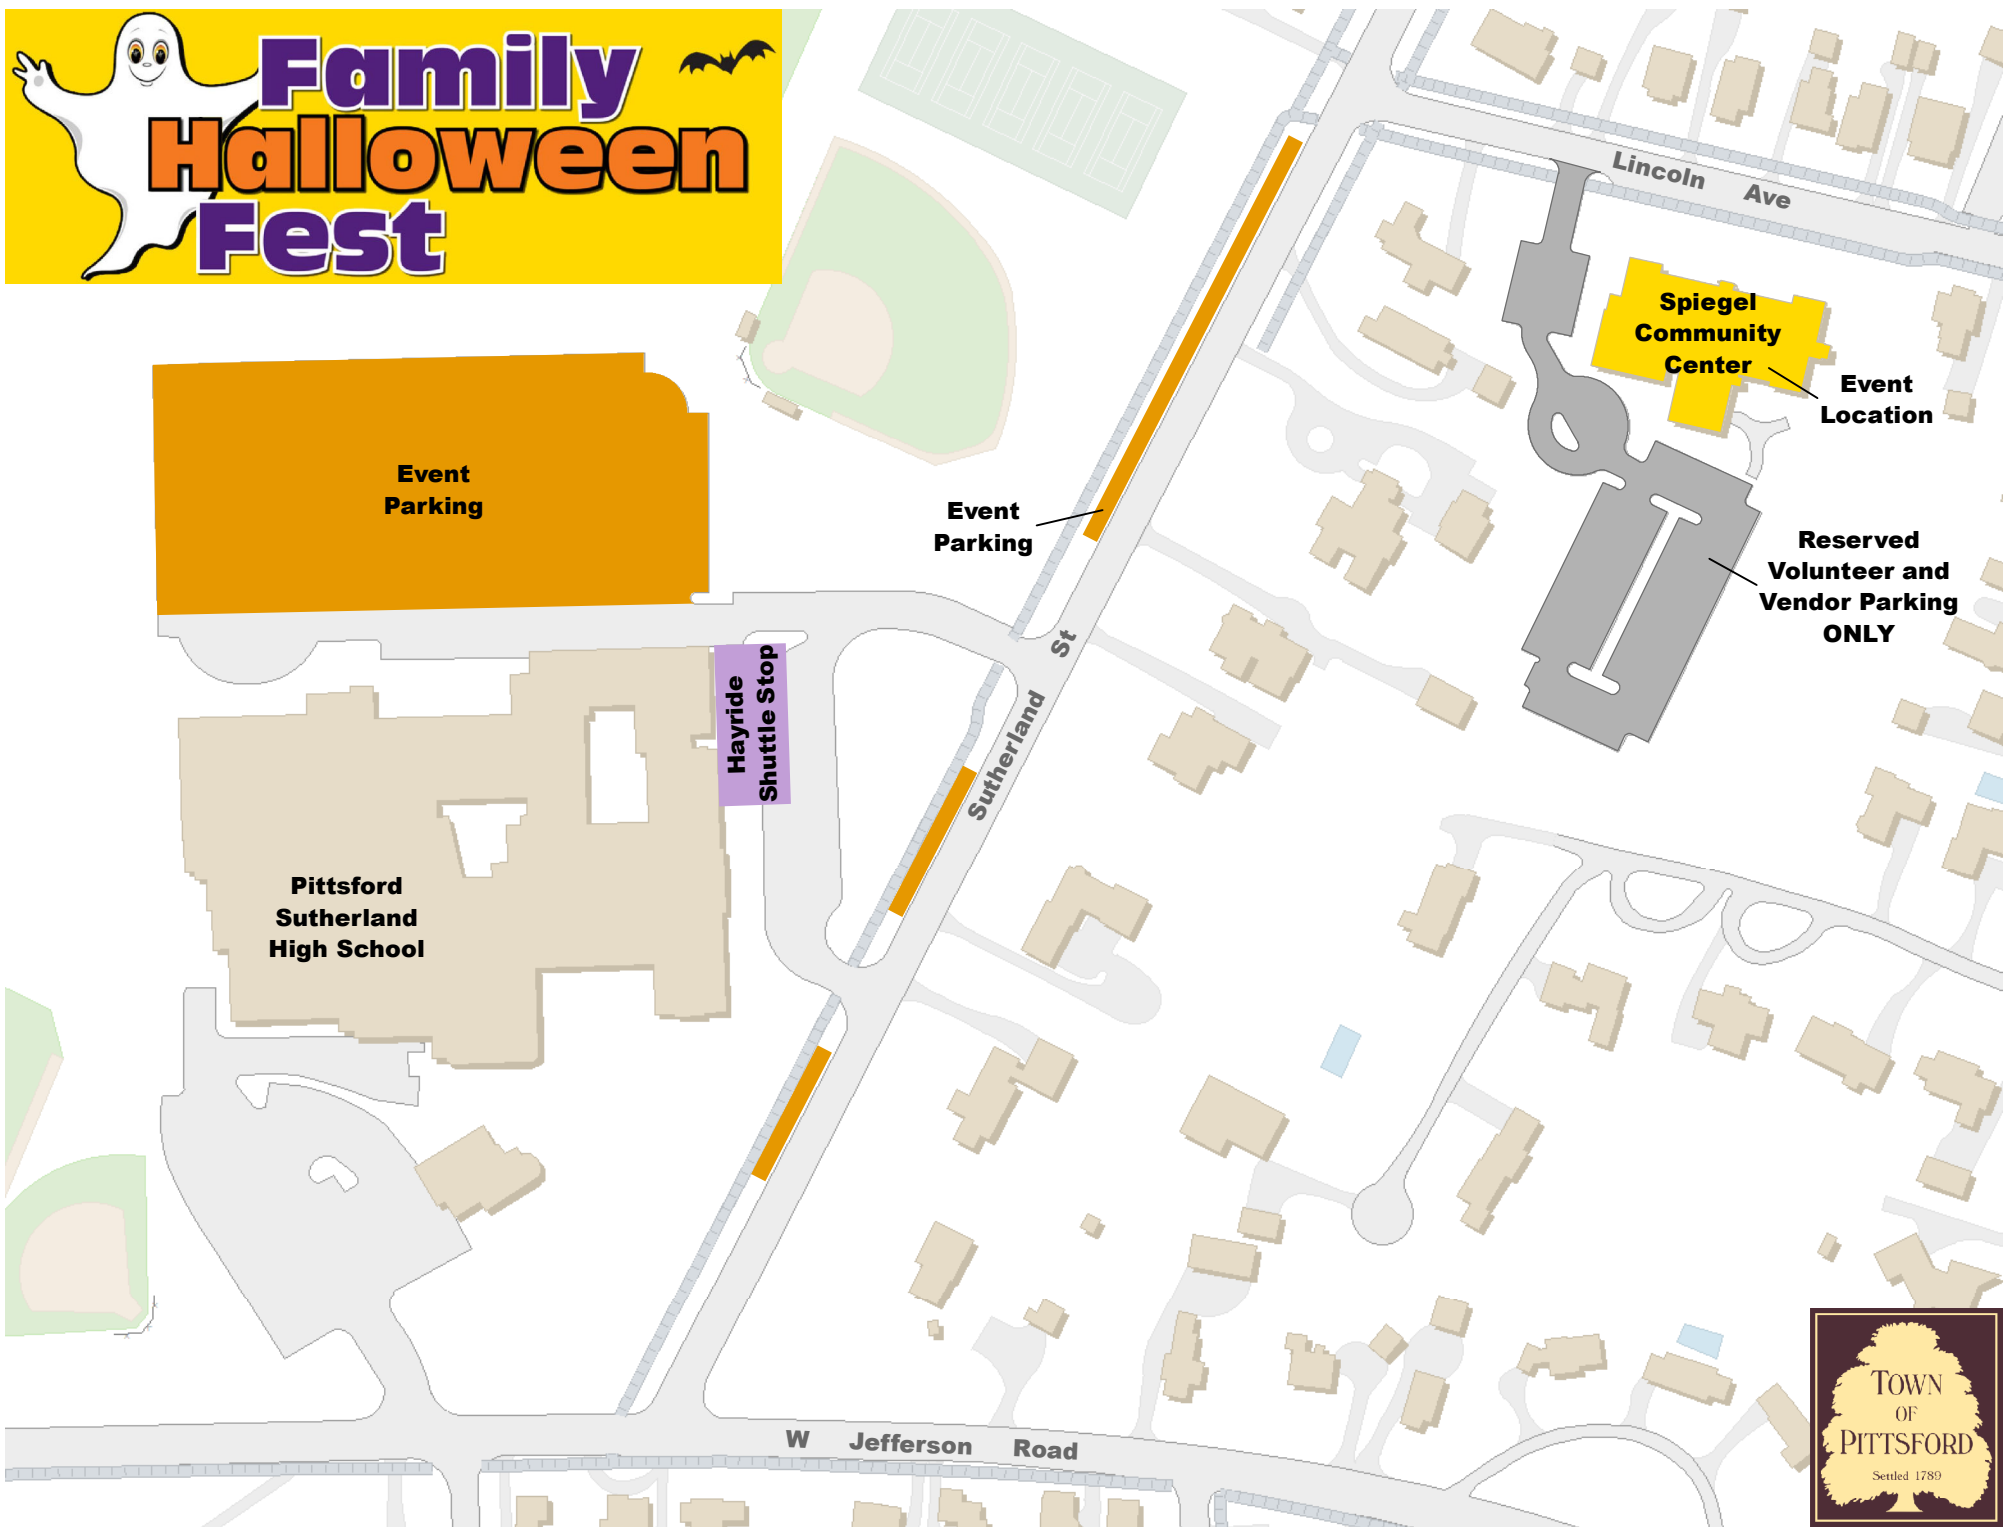 Family
Halloween
Fest
Lincoln Ave
Spiegel
Community
Center
Event
Location
Event
Parking
Event
Parking
Reserved
Volunteer and
Vendor Parking
ONLY
Hayride
Shuttle Stop
Sutherland St
Pittsford
Sutherland
High School
W Jefferson Road
TOWN
OF
PITTSFORD
Settled 1789